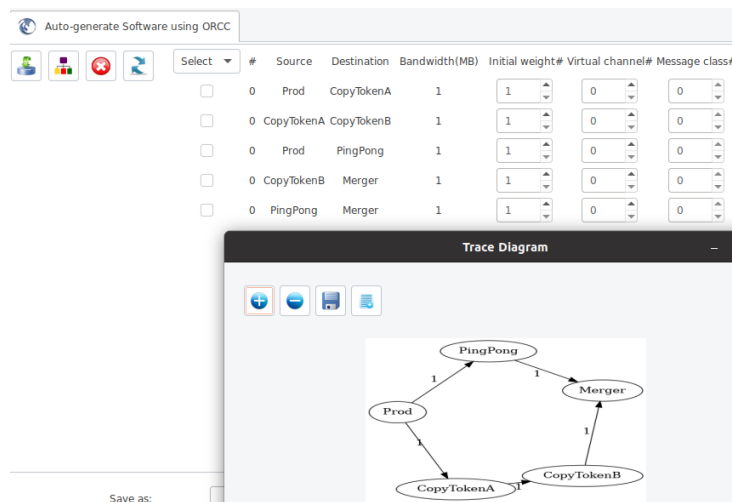 Auto-generate Software using ORCC
Select # Source Destination Bandwidth(MB) Initial weight# Virtual channel# Message class#
0 Prod CopyTokenA 1 1 0 0
0 CopyTokenA CopyTokenB 1 1 0 0
0 Prod PingPong 1 1 0 0
0 CopyTokenB Merger 1 1 0 0
0 PingPong Merger 1 1 0 0
Trace Diagram
PingPong
1
1
Merger
Prod
1
1
CopyTokenB
CopyTokenA
1
Save as: